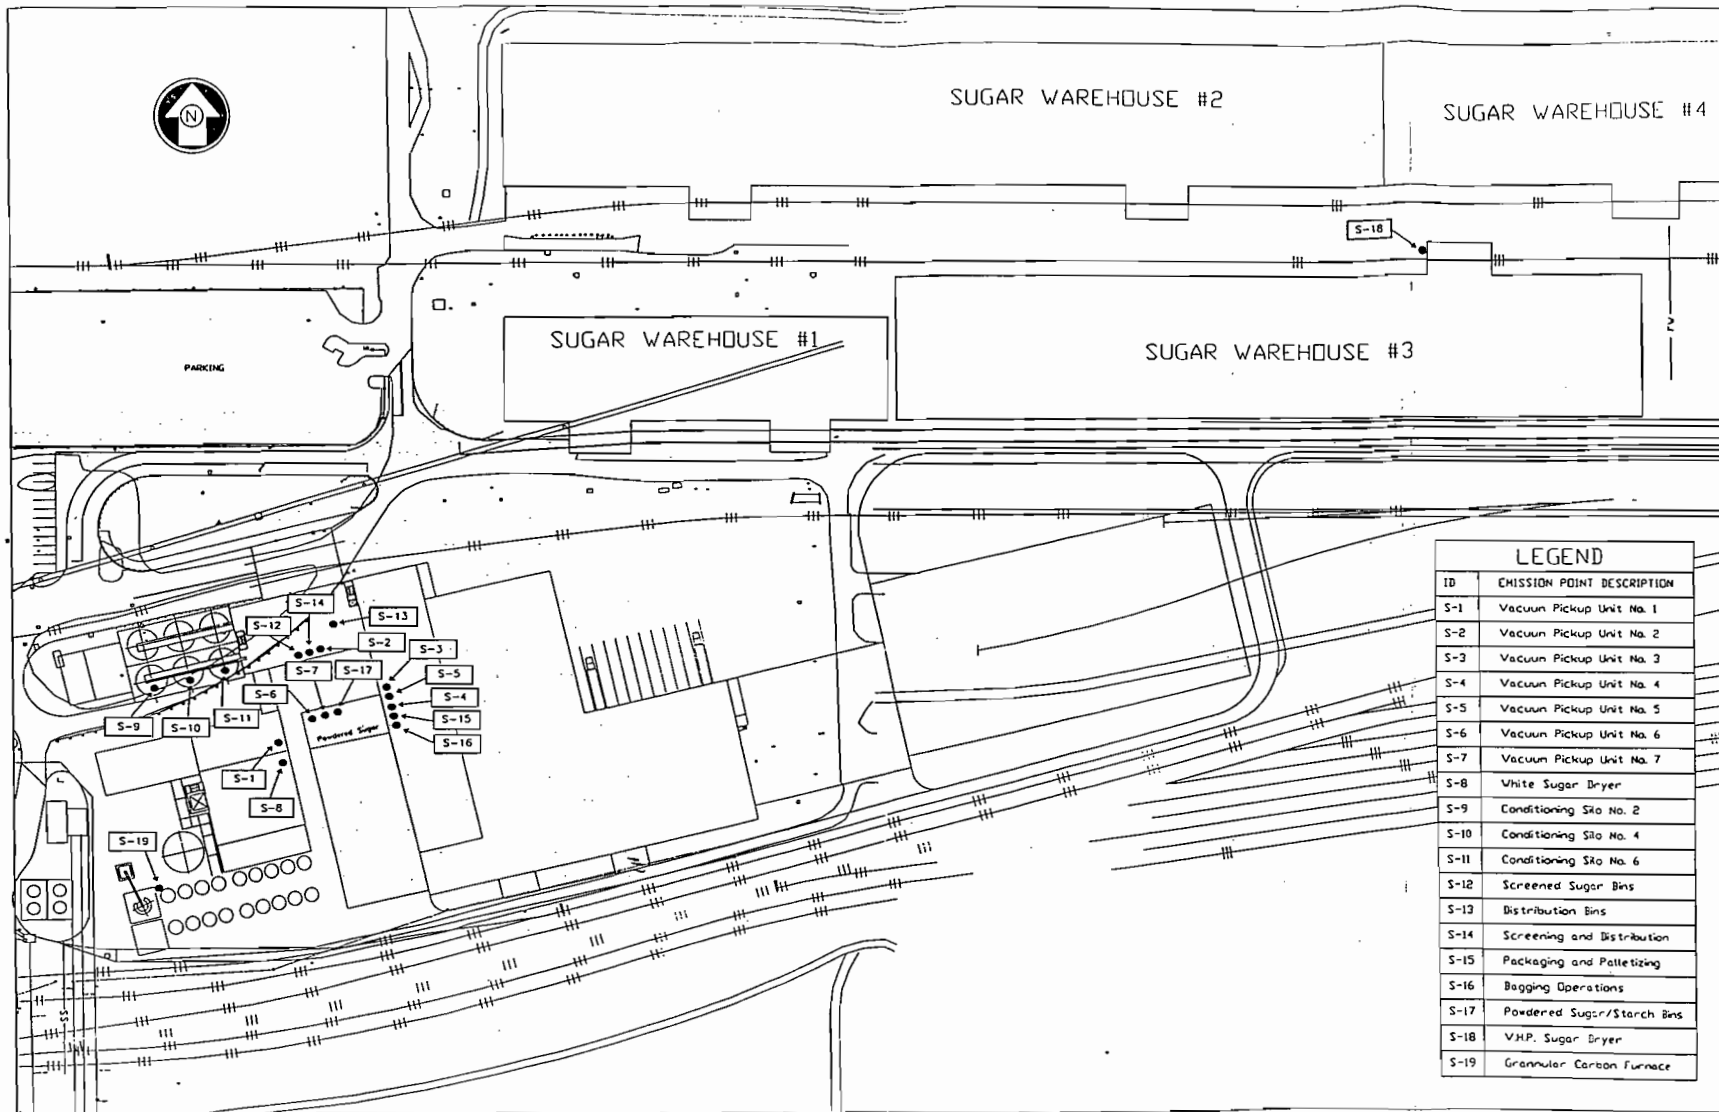 N
SUGAR WAREHOUSE #2
SUGAR WAREHOUSE #4
S-18
SUGAR WAREHOUSE #1
SUGAR WAREHOUSE #3
PARKING
S-14
S-12
S-13
S-2
S-3
S-7
S-17
S-5
S-6
S-4
S-9
S-10
S-11
S-15
Powdered Sugar
S-16
S-1
S-8
S-19
LEGEND
ID EMISSION POINT DESCRIPTION
S-1 Vacuum Pickup Unit No. 1
S-2 Vacuum Pickup Unit No. 2
S-3 Vacuum Pickup Unit No. 3
S-4 Vacuum Pickup Unit No. 4
S-5 Vacuum Pickup Unit No. 5
S-6 Vacuum Pickup Unit No. 6
S-7 Vacuum Pickup Unit No. 7
S-8 White Sugar Dryer
S-9 Conditioning Silo No. 2
S-10 Conditioning Silo No. 4
S-11 Conditioning Silo No. 6
S-12 Screened Sugar Bins
S-13 Distribution Bins
S-14 Screening and Distribution
S-15 Packaging and Palletizing
S-16 Bagging Operations
S-17 Powdered Sugar/Starch Bins
S-18 V.H.P. Sugar Dryer
S-19 Grannular Carbon Furnace